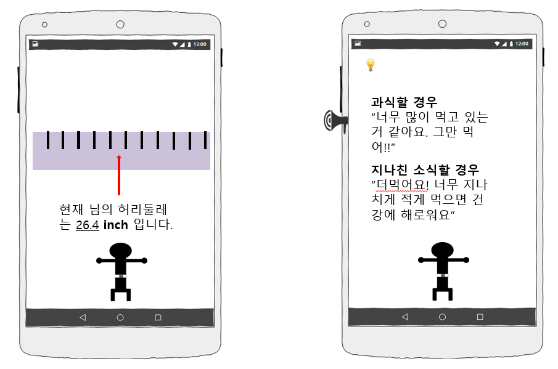 12:00
현재 님의 허리둘레
는 26.4 inch 입니다.
12:00
과식할 경우
"너무 많이 먹고 있는
거 같아요. 그만 먹
어!!"
지나친 소식할 경우
"더먹어요! 너무 지나
치게 적게 먹으면 건
강에 해로워요"